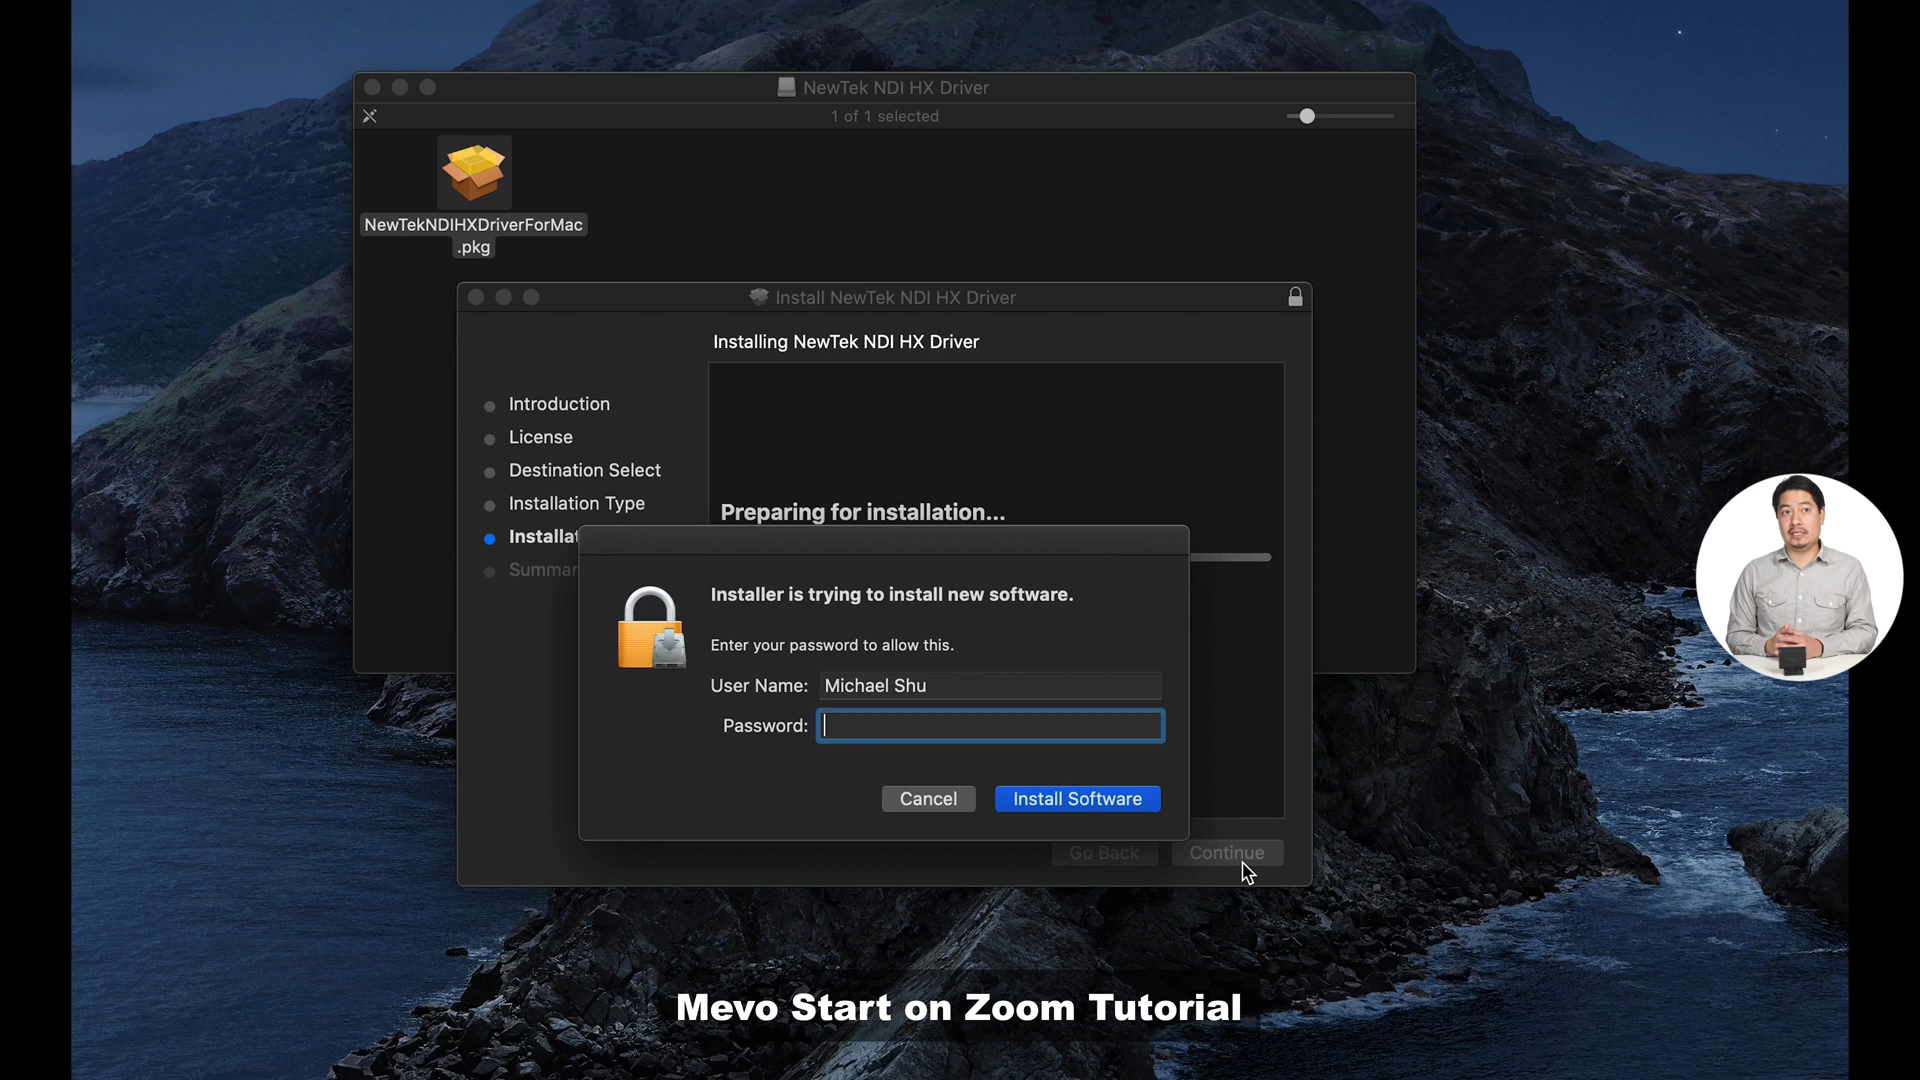 NewTek NDI HX Driver
1 of 1 selected
NewTekNDIHXDriverForMac
.pkg
Install NewTek NDI HX Driver
Installing NewTek NDI HX Driver
Introduction
License
Destination Select
Installation Type
Installat
Summar
Preparing for installation...
Installer is trying to install new software.
Enter your password to allow this.
User Name: Michael Shu
Password:
Cancel
Install Software
Go Back
Continue
Mevo Start on Zoom Tutorial